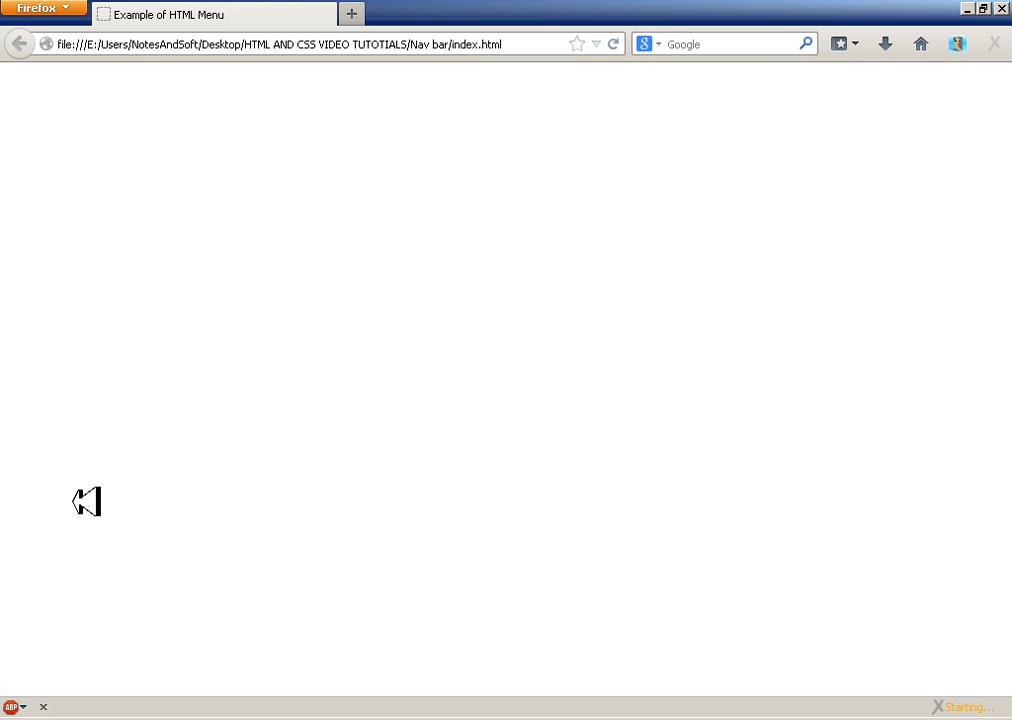 Firefox
Example of HTML Menu
file:///E:/Users/NotesAndSoft/Desktop/HTML AND CSS VIDEO TUTOTIALS/Nav bar/index.html
8
Google
ABP
Starting...